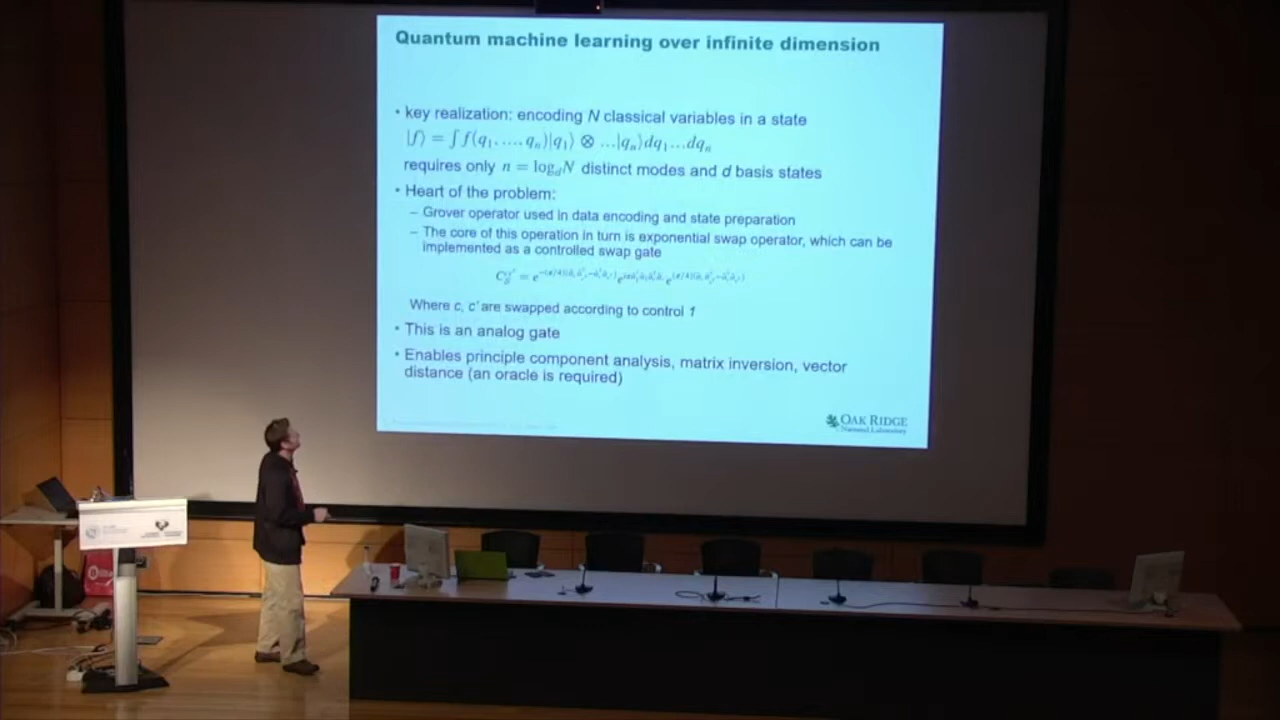 Quantum machine learning over infinite dimension
• key realization: encoding N classical variables in a state
|f⟩ = ∫ f(q₁, ..., qₙ)|q₁⟩ ⊗ ...|qₙ⟩dq₁...dqₙ
requires only n = log_d N distinct modes and d basis states
• Heart of the problem:
– Grover operator used in data encoding and state preparation
– The core of this operation in turn is exponential swap operator, which can be
implemented as a controlled swap gate
Where c, c' are swapped according to control 1
• This is an analog gate
• Enables principle component analysis, matrix inversion, vector
distance (an oracle is required)
OAK RIDGE
National Laboratory